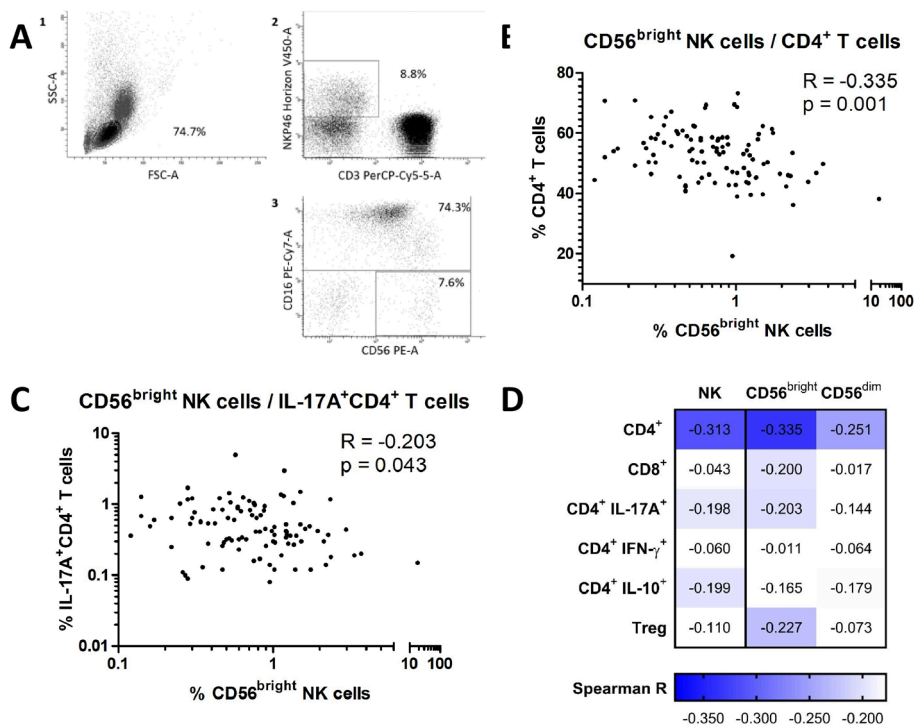 A
1
SSC-A
74.7%
FSC-A
2
NKP46 Horizon V450-A
8.8%
CD3 PerCP-Cy5-5-A
3
CD16 PE-Cy7-A
74.3%
7.6%
CD56 PE-A
CD56bright NK cells / CD4+ T cells
R = -0.335
p = 0.001
% CD4+ T cells
80
60
40
20
0.1
1
10 100
% CD56bright NK cells
C
CD56bright NK cells / IL-17A+CD4+ T cells
R = -0.203
p = 0.043
% IL-17A+CD4+ T cells
10
1
0.1
0.01
0.1
1
10 100
% CD56bright NK cells
D
NK CD56bright CD56dim
CD4+ -0.313 -0.335 -0.251
CD8+ -0.043 -0.200 -0.017
CD4+ IL-17A+ -0.198 -0.203 -0.144
CD4+ IFN-γ+ -0.060 -0.011 -0.064
CD4+ IL-10+ -0.199 -0.165 -0.179
Treg -0.110 -0.227 -0.073
Spearman R
-0.350 -0.300 -0.250 -0.200